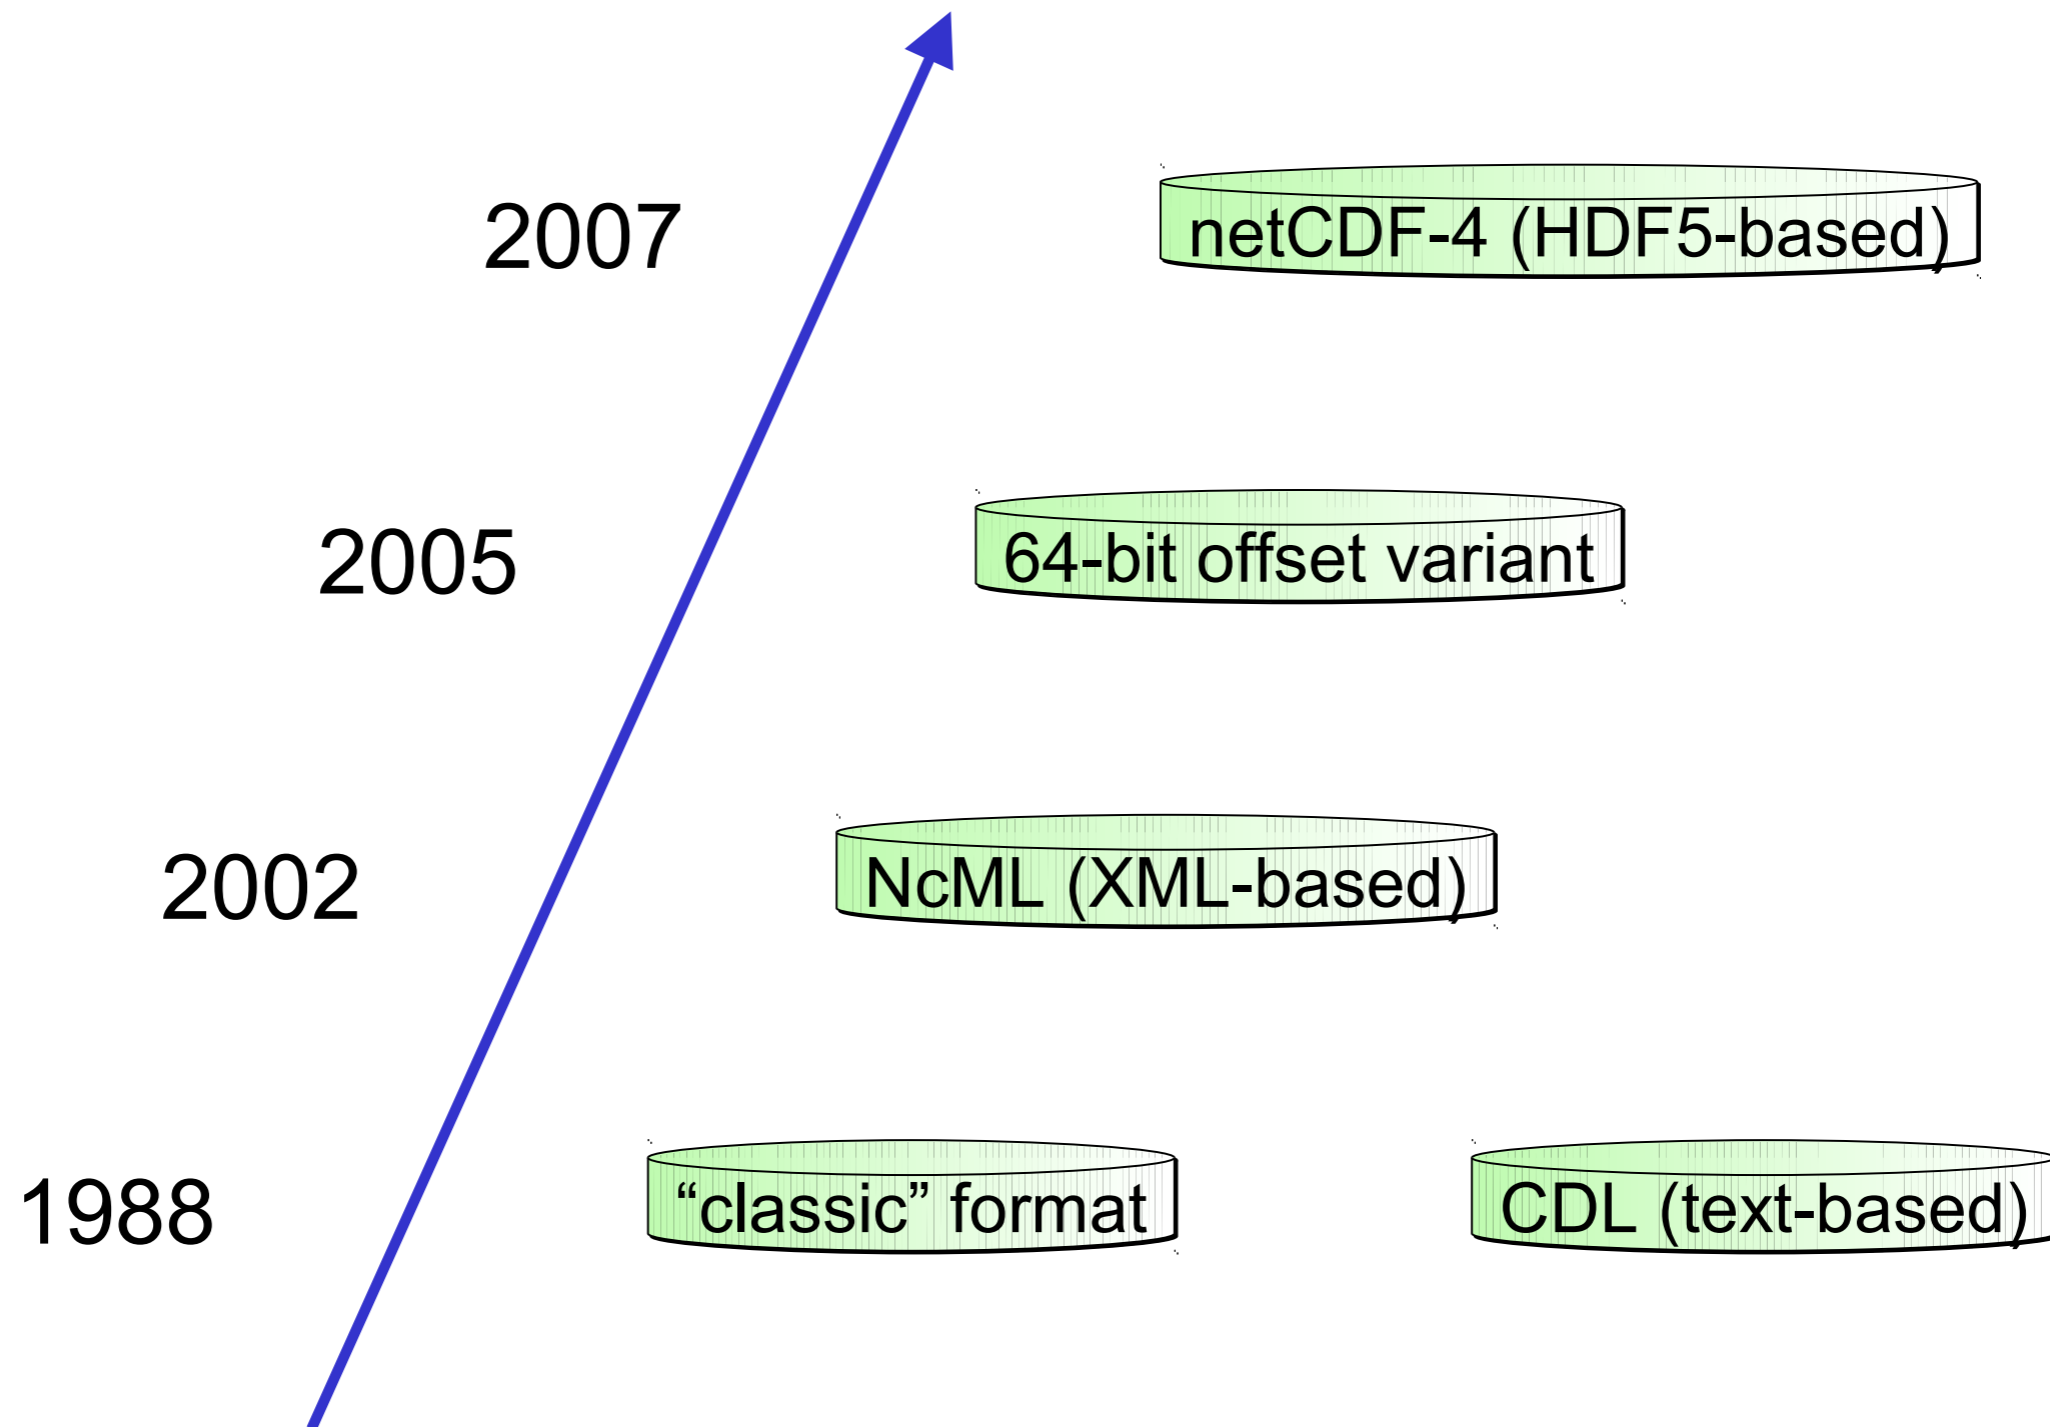 2007
netCDF-4 (HDF5-based)
2005
64-bit offset variant
2002
NcML (XML-based)
1988
“classic” format
CDL (text-based)